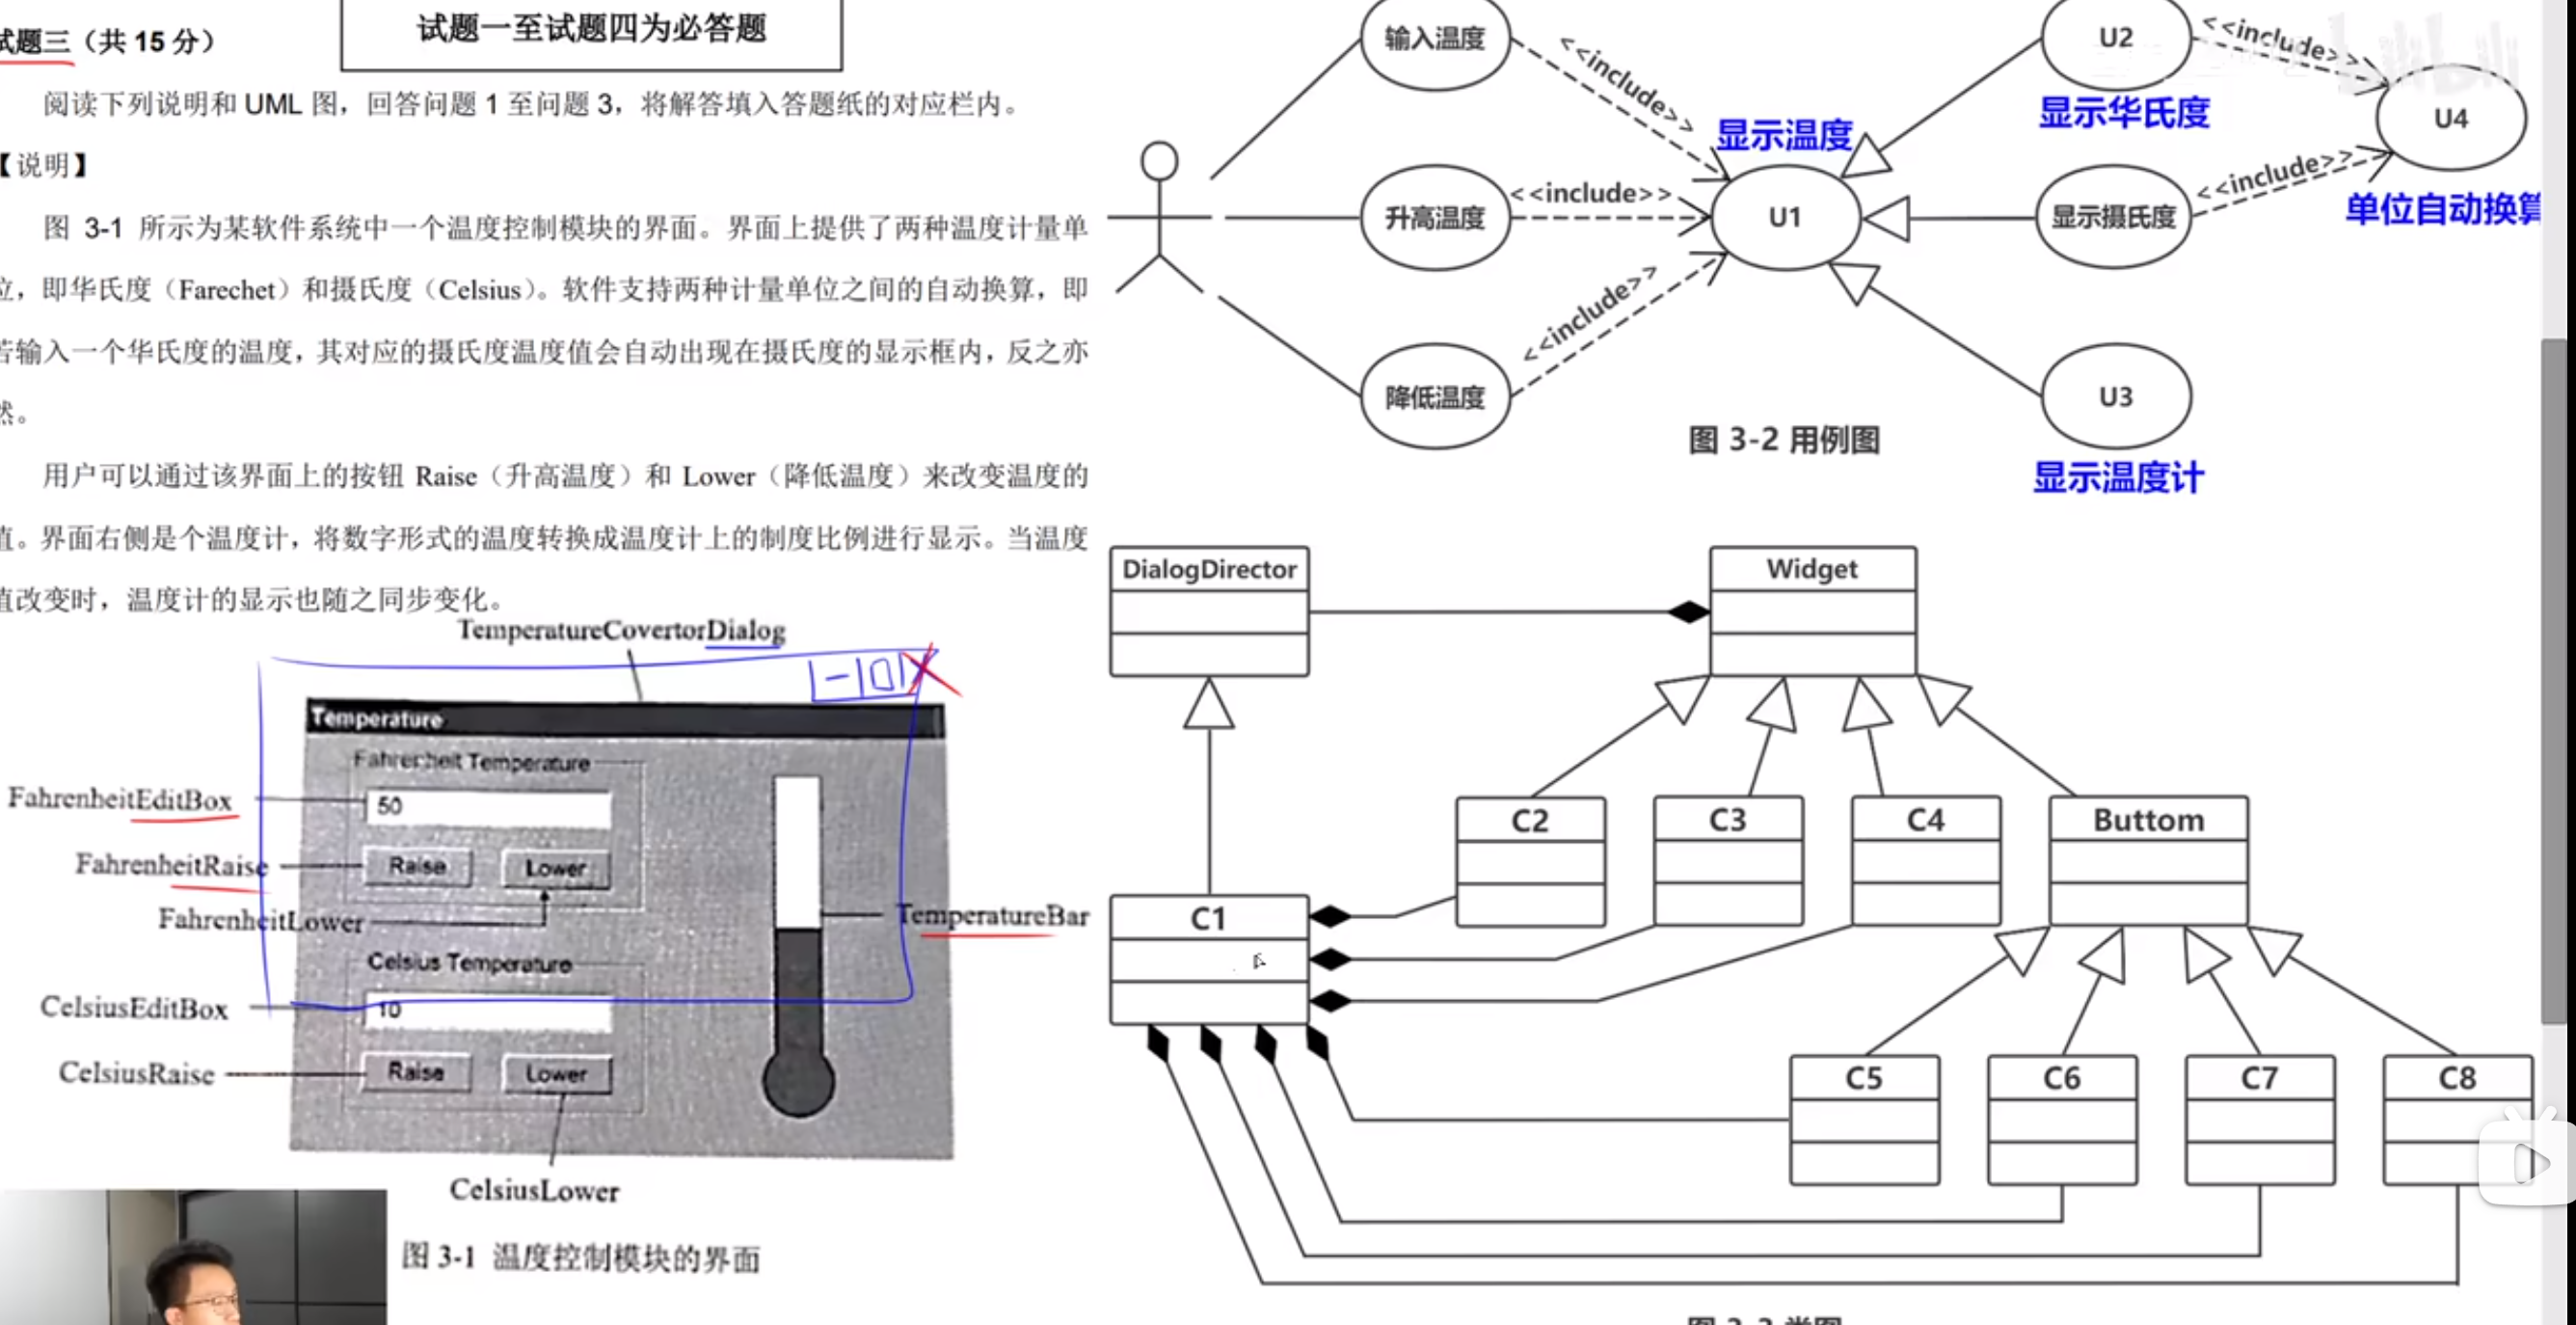 试题三（共 15 分）
试题一至试题四为必答题
阅读下列说明和 UML 图，回答问题 1 至问题 3，将解答填入答题纸的对应栏内。
【说明】
图 3-1 所示为某软件系统中一个温度控制模块的界面。界面上提供了两种温度计量单
位，即华氏度（Farechet）和摄氏度（Celsius）。软件支持两种计量单位之间的自动换算，即
若输入一个华氏度的温度，其对应的摄氏度温度值会自动出现在摄氏度的显示框内，反之亦
然。
用户可以通过该界面上的按钮 Raise（升高温度）和 Lower（降低温度）来改变温度的
值。界面右侧是个温度计，将数字形式的温度转换成温度计上的制度比例进行显示。当温度
值改变时，温度计的显示也随之同步变化。
TemperatureCovertorDialog
Temperature
Fahrenheit Temperature
FahrenheitEditBox
50
FahrenheitRaise
Raise
Lower
FahrenheitLower
TemperatureBar
Celsius Temperature
CelsiusEditBox
10
CelsiusRaise
Raise
Lower
CelsiusLower
图 3-1 温度控制模块的界面
输入温度
<<include>>
U2
<<include>>
bilibili
显示华氏度
U4
显示温度
升高温度
<<include>>
U1
显示摄氏度
<<include>>
单位自动换算
<<include>>
降低温度
U3
图 3-2 用例图
显示温度计
DialogDirector
Widget
C2
C3
C4
Buttom
C1
C5
C6
C7
C8
图 3-3 类图